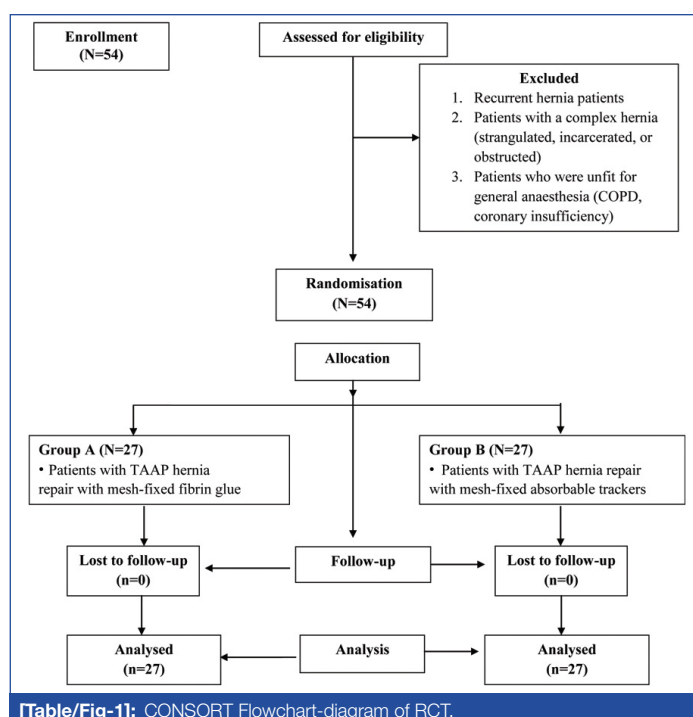 Enrollment
(N=54)
Assessed for eligibility
Excluded
1. Recurrent hernia patients
2. Patients with a complex hernia
(strangulated, incarcerated, or
obstructed)
3. Patients who were unfit for
general anaesthesia (COPD,
coronary insufficiency)
Randomisation
(N=54)
Allocation
Group A (N=27)
• Patients with TAAP hernia
repair with mesh-fixed fibrin glue
Group B (N=27)
• Patients with TAAP hernia repair
with mesh-fixed absorbable trackers
Lost to follow-up
(n=0)
Follow-up
Lost to follow-up
(n=0)
Analysed
(n=27)
Analysis
Analysed
(n=27)
[Table/Fig-1]: CONSORT Flowchart-diagram of RCT.